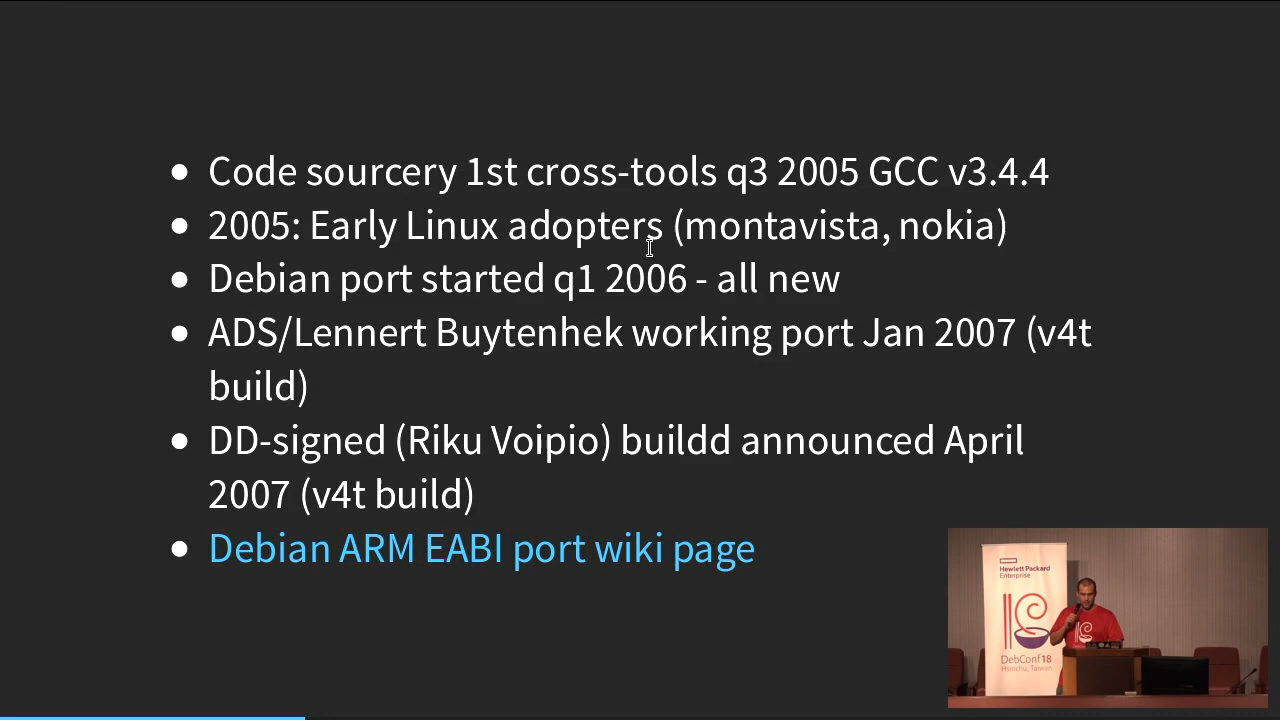 Code sourcery 1st cross-tools q3 2005 GCC v3.4.4
2005: Early Linux adopters (montavista, nokia)
Debian port started q1 2006 - all new
ADS/Lennert Buytenhek working port Jan 2007 (v4t
build)
DD-signed (Riku Voipio) buildd announced April
2007 (v4t build)
Debian ARM EABI port wiki page
Hewlett Packard
Enterprise
DebConf18
Hsinchu, Taiwan